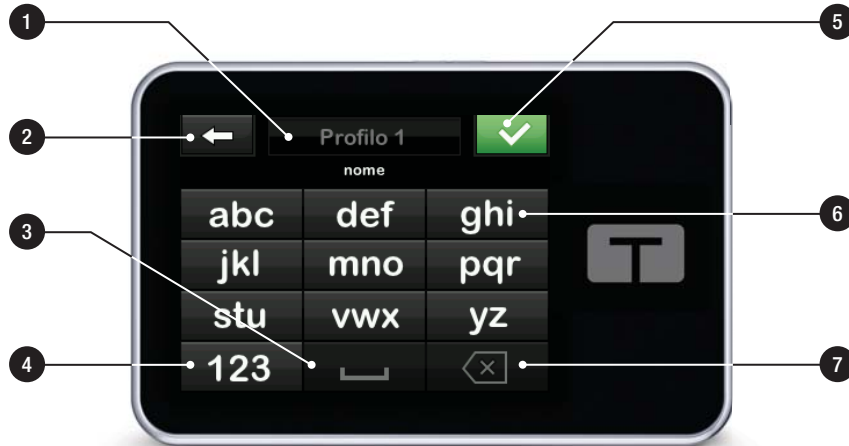 1
5
2
Profilo 1
nome
abc def ghi
6
3
jkl mno pqr
stu vwx yz
4
123
7
T